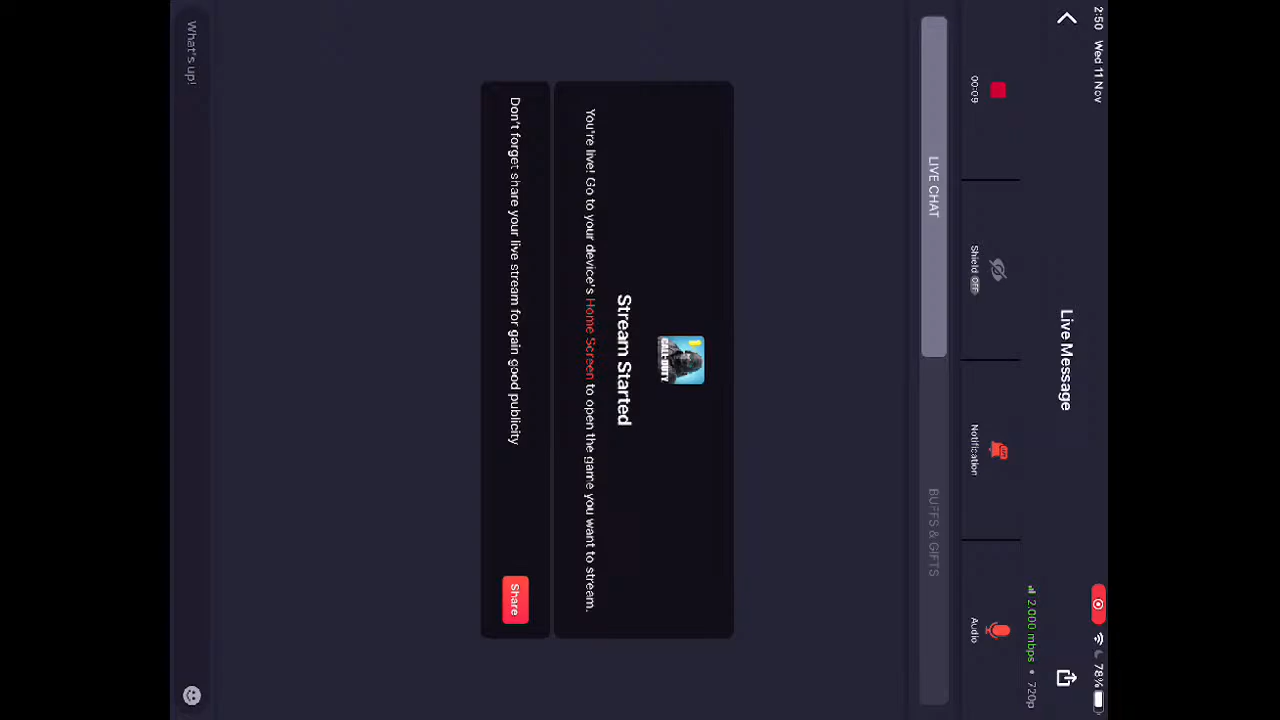 2:50 Wed 11 Nov
78%
Live Message
2.000 mbps • 720p
00:09
Shield OFF
Notification
Audio
LIVE CHAT
BUFFS & GIFTS
CALL·DUTY
Stream Started
You're live! Go to your device's Home Screen to open the game you want to stream.
Don't forget share your live stream for gain good publicity
Share
What's up!